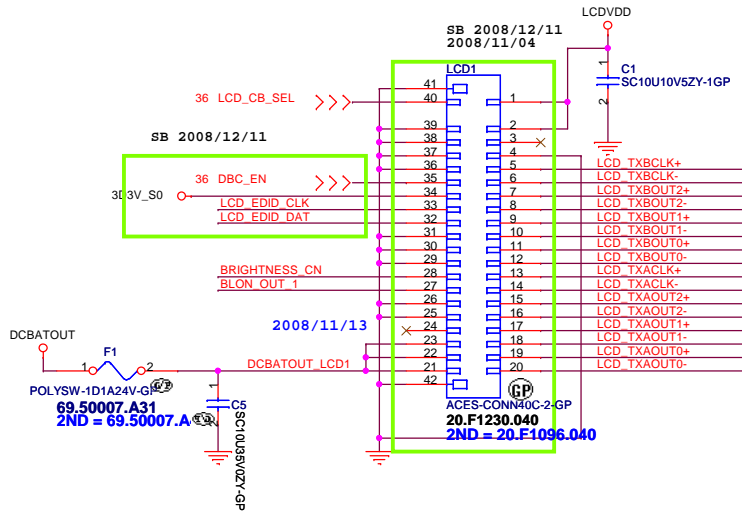 SB 2008/12/11
2008/11/04
LCDVDD
LCD1
C1
SC10U10V5ZY-1GP
1
2
36 LCD_CB_SEL
SB 2008/12/11
36 DBC_EN
3D3V_S0
LCD_EDID_CLK
LCD_EDID_DAT
BRIGHTNESS_CN
BLON_OUT_1
2008/11/13
DCBATOUT
F1
1
2
DCBATOUT_LCD1
POLYSW-1D1A24V-GP
69.50007.A31
2ND = 69.50007.A
1
C5
SC10U35V0ZY-GP
41
40
39
38
37
36
35
34
33
32
31
30
29
28
27
26
25
24
23
22
21
42
1
2
3
4
5
6
7
8
9
10
11
12
13
14
15
16
17
18
19
20
LCD_TXBCLK+
LCD_TXBCLK-
LCD_TXBOUT2+
LCD_TXBOUT2-
LCD_TXBOUT1+
LCD_TXBOUT1-
LCD_TXBOUT0+
LCD_TXBOUT0-
LCD_TXACLK+
LCD_TXACLK-
LCD_TXAOUT2+
LCD_TXAOUT2-
LCD_TXAOUT1+
LCD_TXAOUT1-
LCD_TXAOUT0+
LCD_TXAOUT0-
GP
ACES-CONN40C-2-GP
20.F1230.040
2ND = 20.F1096.040